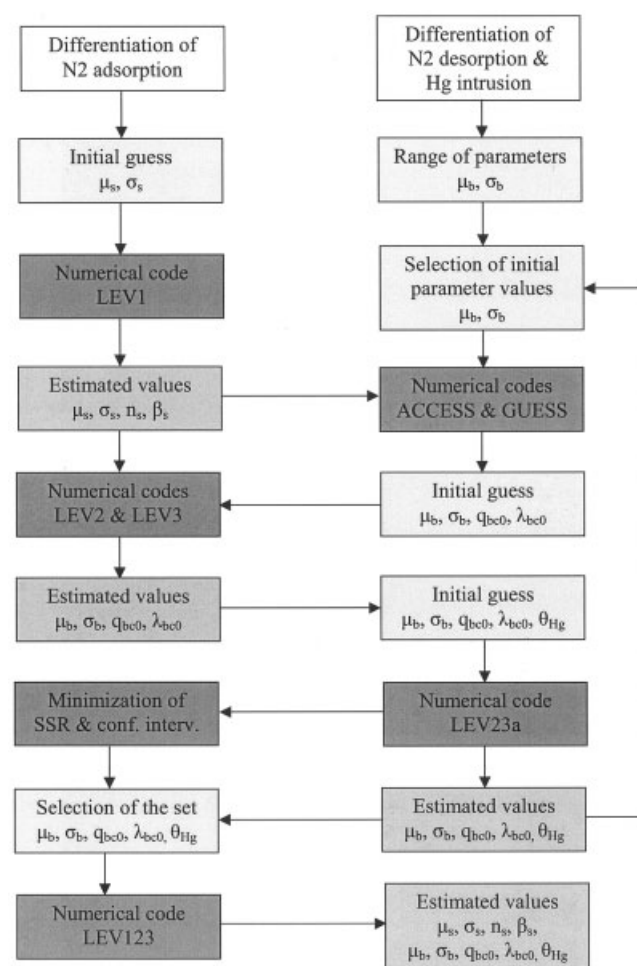 Differentiation of
N2 adsorption
Initial guess
μs, σs
Numerical code
LEV1
Estimated values
μs, σs, ns, βs
Numerical codes
LEV2 & LEV3
Estimated values
μb, σb, qbc0, λbc0
Minimization of
SSR & conf. interv.
Selection of the set
μb, σb, qbc0, λbc0, θHg
Numerical code
LEV123
Differentiation of
N2 desorption &
Hg intrusion
Range of parameters
μb, σb
Selection of initial
parameter values
μb, σb
Numerical codes
ACCESS & GUESS
Initial guess
μb, σb, qbc0, λbc0
Initial guess
μb, σb, qbc0, λbc0, θHg
Numerical code
LEV23a
Estimated values
μb, σb, qbc0, λbc0, θHg
Estimated values
μs, σs, ns, βs,
μb, σb, qbc0, λbc0, θHg